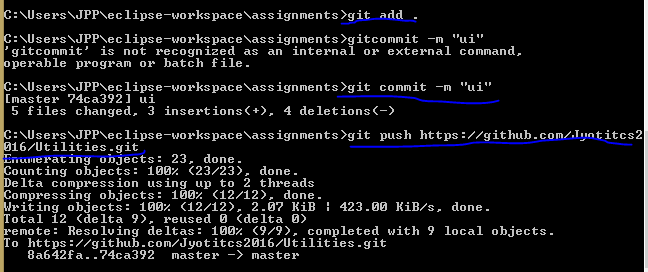 C:\Users\JPP\eclipse-workspace\assignments>git add .
C:\Users\JPP\eclipse-workspace\assignments>gitcommit -m "ui"
'gitcommit' is not recognized as an internal or external command,
operable program or batch file.
C:\Users\JPP\eclipse-workspace\assignments>git commit -m "ui"
[master 74ca392] ui
5 files changed, 3 insertions(+), 4 deletions(-)
C:\Users\JPP\eclipse-workspace\assignments>git push https://github.com/Jyotitcs2
016/Utilities.git
Enumerating objects: 23, done.
Counting objects: 100% (23/23), done.
Delta compression using up to 2 threads
Compressing objects: 100% (12/12), done.
Writing objects: 100% (12/12), 2.07 KiB | 423.00 KiB/s, done.
Total 12 (delta 9), reused 0 (delta 0)
remote: Resolving deltas: 100% (9/9), completed with 9 local objects.
To https://github.com/Jyotitcs2016/Utilities.git
8a642fa..74ca392 master -> master